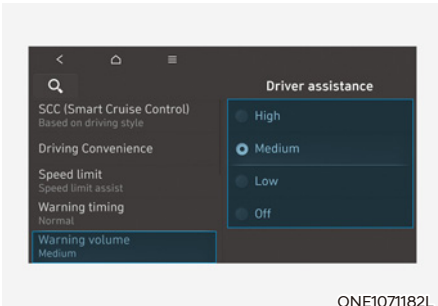 Driver assistance
SCC (Smart Cruise Control)
Based on driving style
Driving Convenience
Speed limit
Speed limit assist
Warning timing
Normal
Warning volume
Medium
High
Medium
Low
Off
ONE1071182L